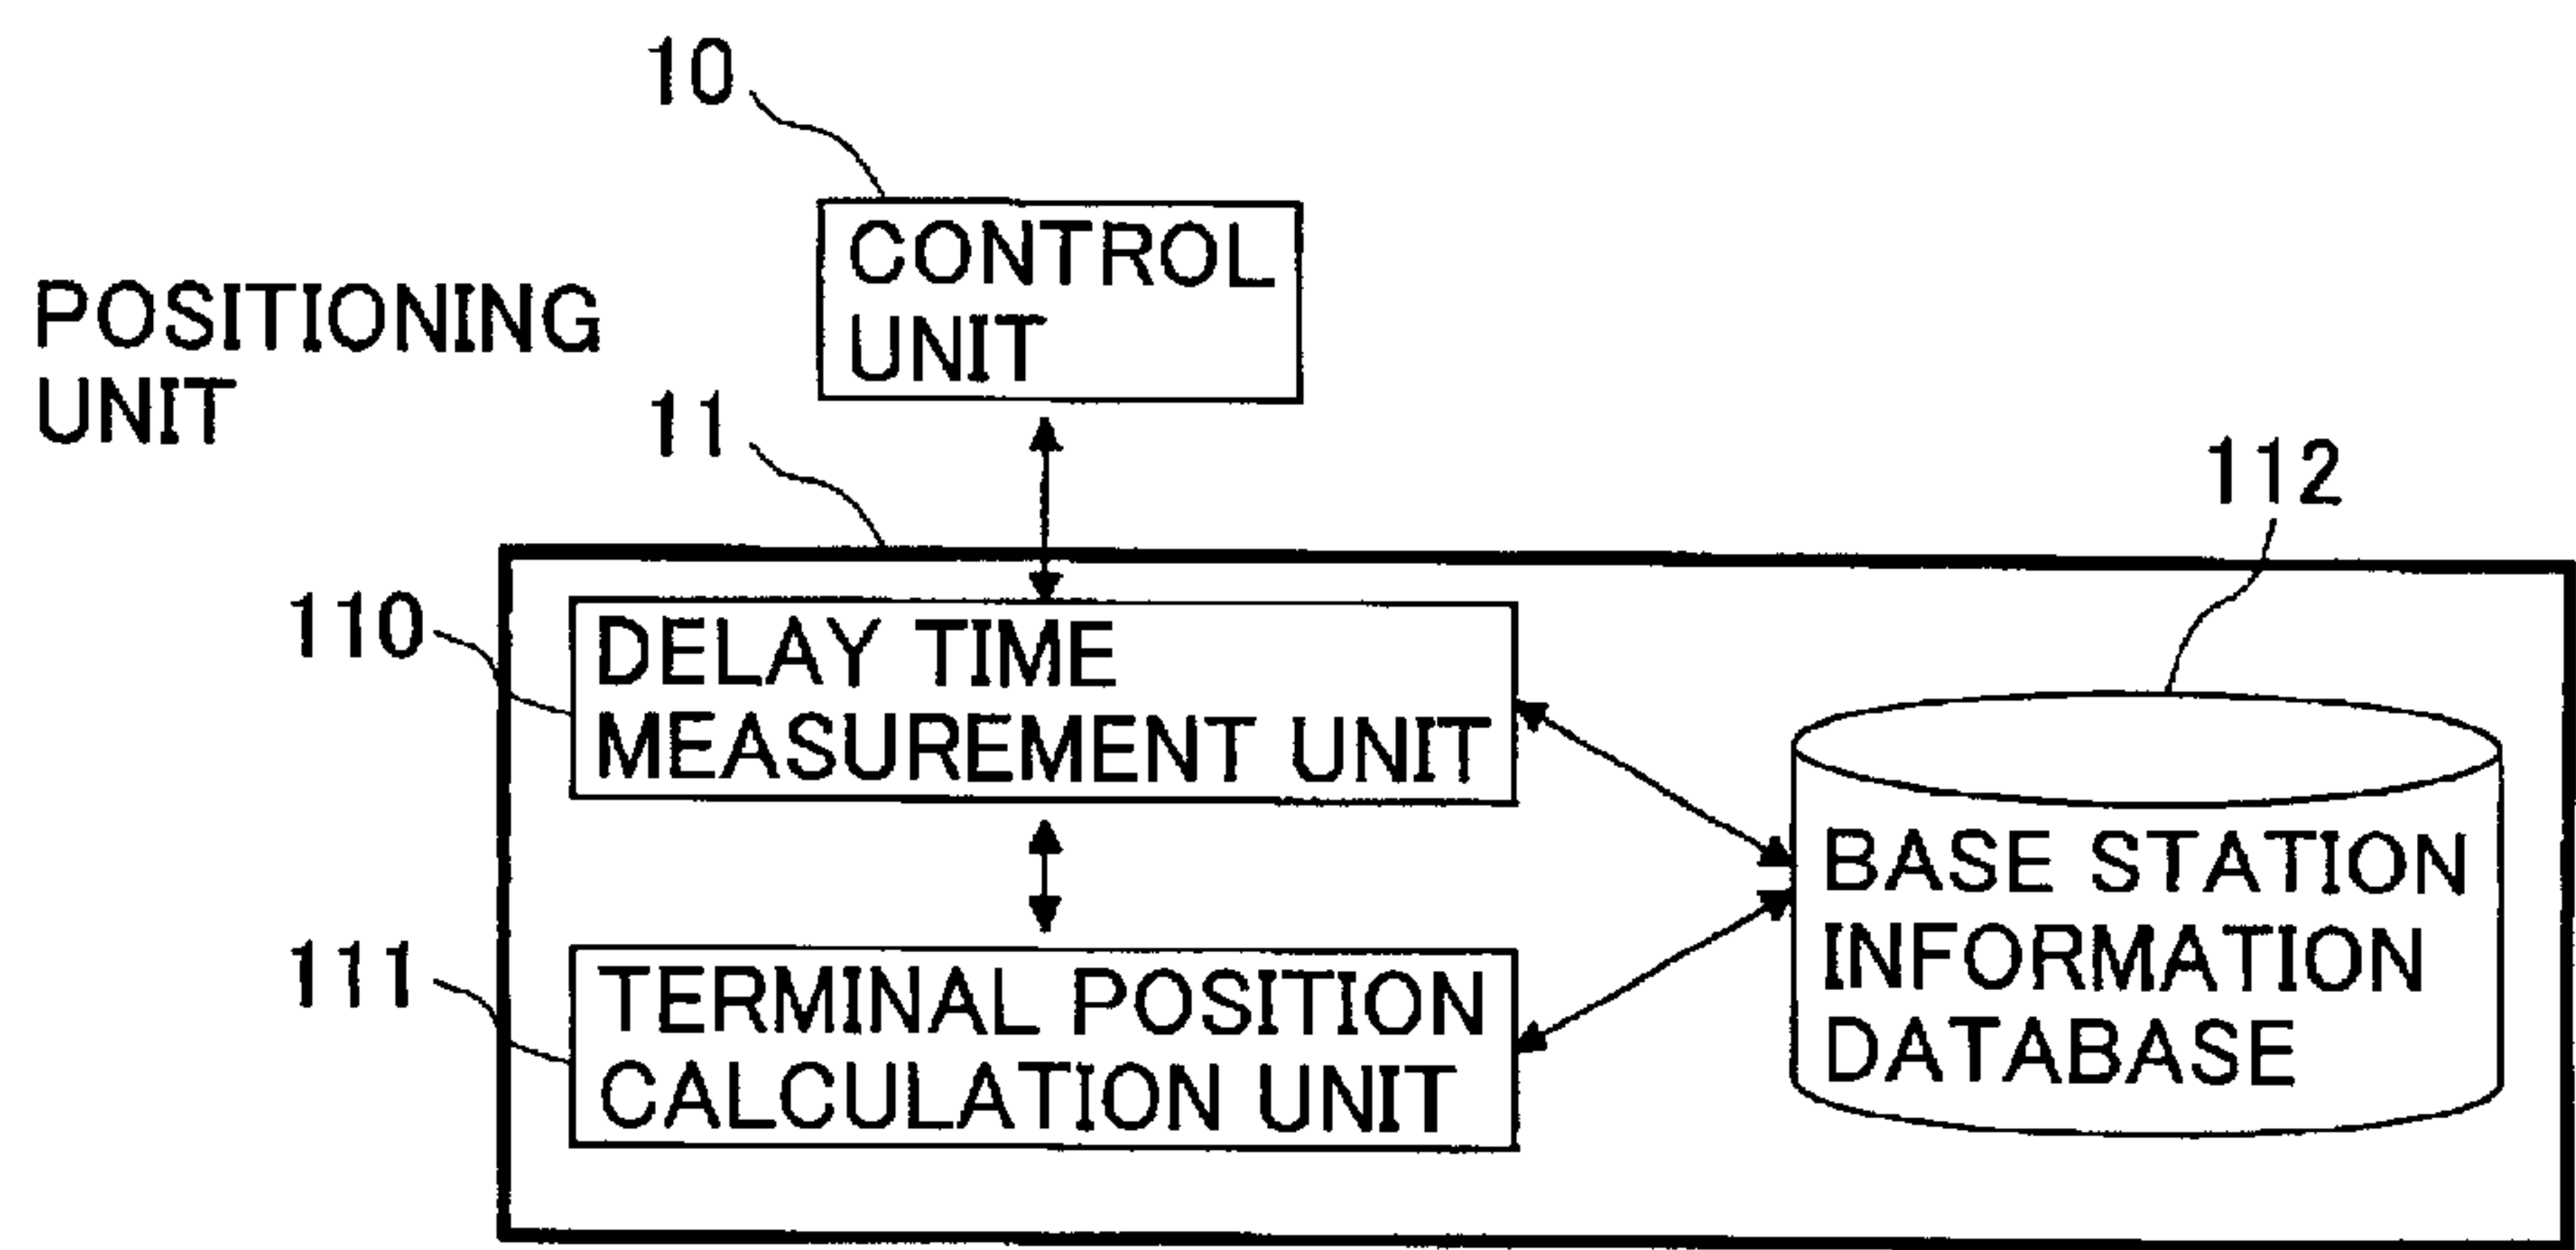 10
CONTROL
UNIT
POSITIONING
UNIT
11
112
110
DELAY TIME
MEASUREMENT UNIT
111
TERMINAL POSITION
CALCULATION UNIT
BASE STATION
INFORMATION
DATABASE